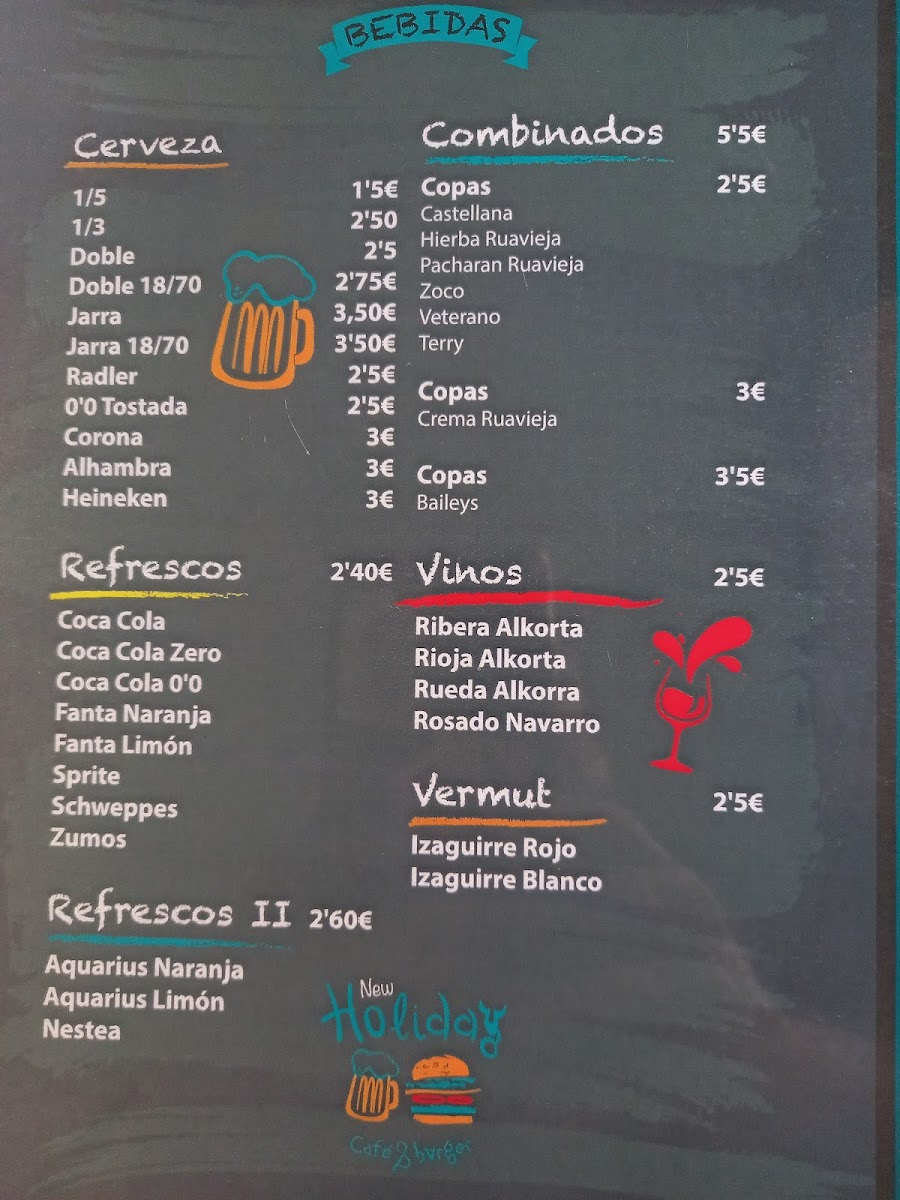 BEBIDAS
Cerveza
1/5 1'5€
1/3 2'50
Doble 2'5
Doble 18/70 2'75€
Jarra 3,50€
Jarra 18/70 3'50€
Radler 2'5€
0'0 Tostada 2'5€
Corona 3€
Alhambra 3€
Heineken 3€
Refrescos 2'40€
Coca Cola
Coca Cola Zero
Coca Cola 0'0
Fanta Naranja
Fanta Limón
Sprite
Schweppes
Zumos
Refrescos II 2'60€
Aquarius Naranja
Aquarius Limón
Nestea
Combinados 5'5€
Copas 2'5€
Castellana
Hierba Ruavieja
Pacharan Ruavieja
Zoco
Veterano
Terry
Copas 3€
Crema Ruavieja
Copas 3'5€
Baileys
Vinos 2'5€
Ribera Alkorta
Rioja Alkorta
Rueda Alkorra
Rosado Navarro
Vermut 2'5€
Izaguirre Rojo
Izaguirre Blanco
New
Holiday
Cafe & burger